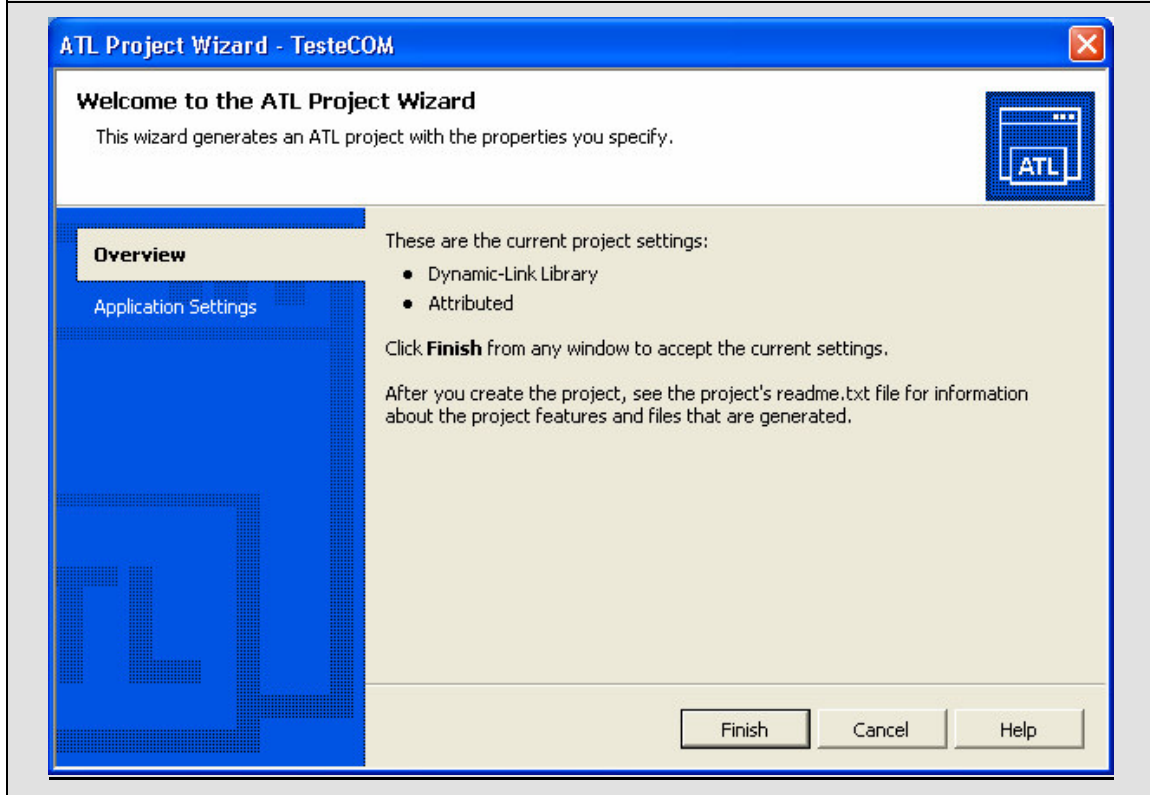 ATL Project Wizard - TesteCOM
Welcome to the ATL Project Wizard
This wizard generates an ATL project with the properties you specify.
ATL
Overview
Application Settings
These are the current project settings:
• Dynamic-Link Library
• Attributed
Click Finish from any window to accept the current settings.
After you create the project, see the project's readme.txt file for information
about the project features and files that are generated.
Finish
Cancel
Help